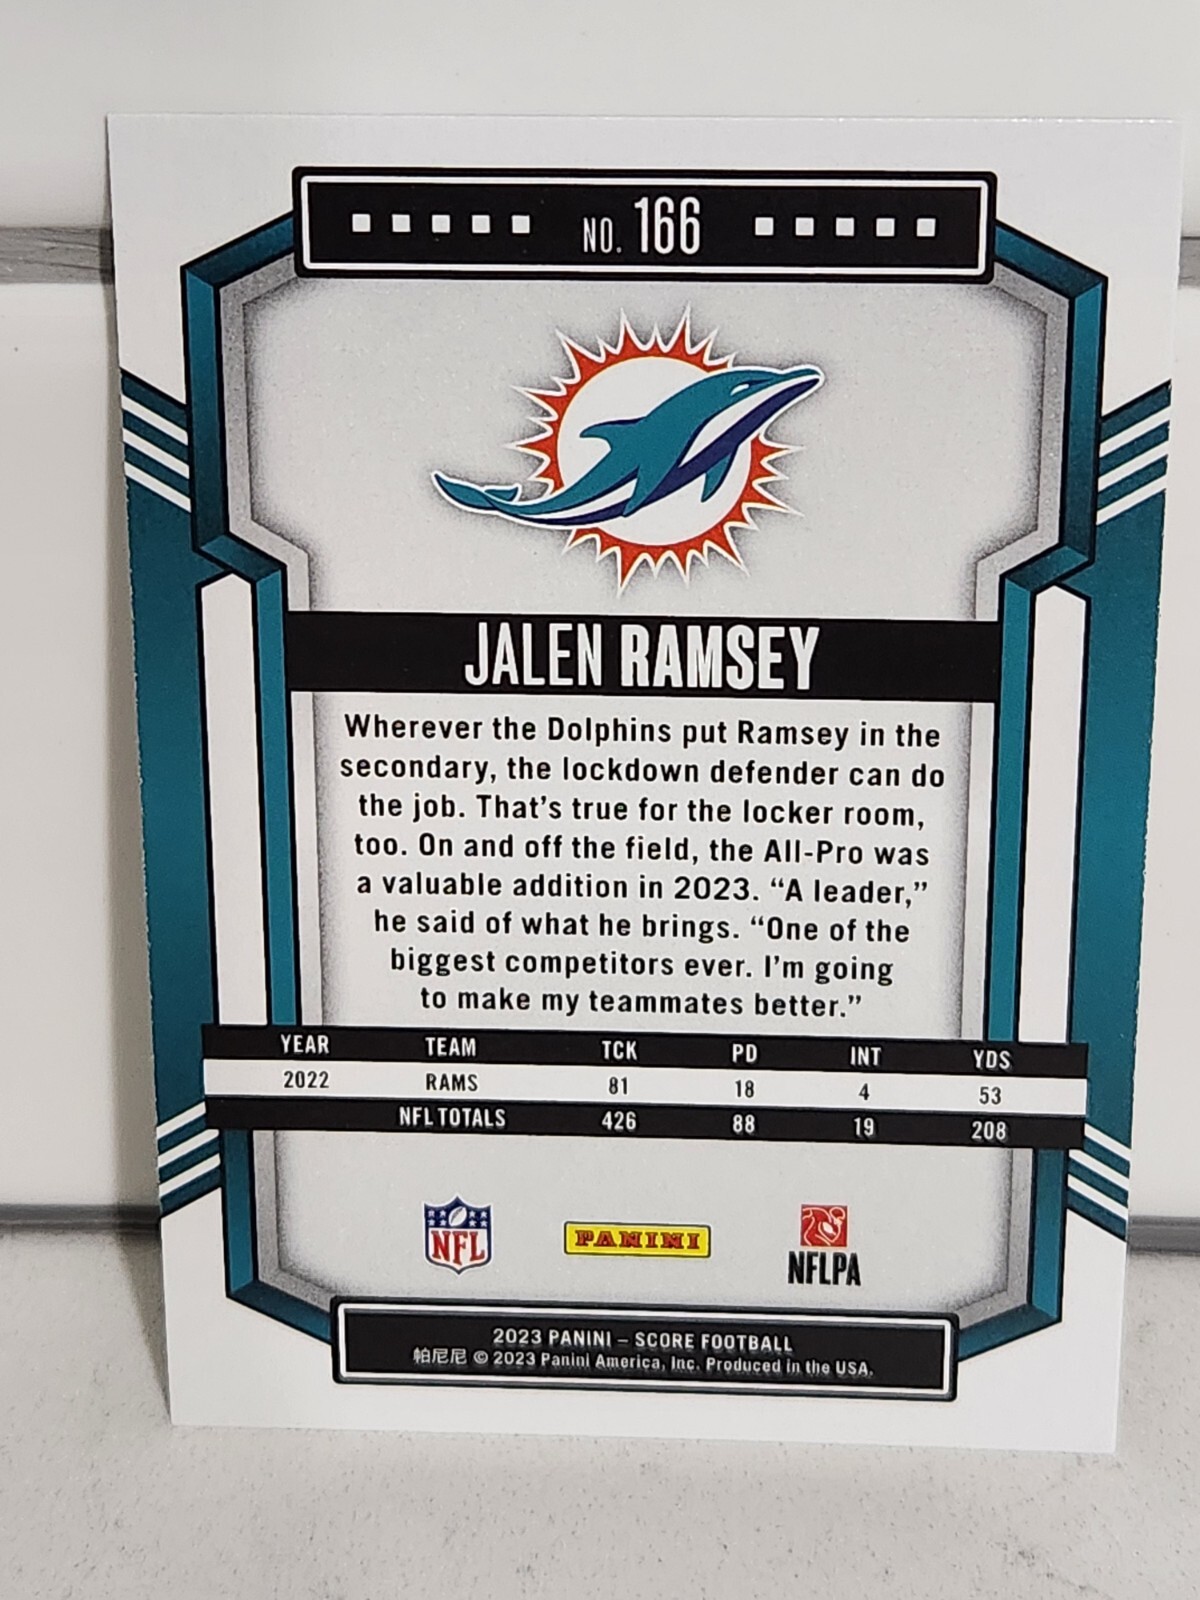 NO. 166
JALEN RAMSEY
Wherever the Dolphins put Ramsey in the
secondary, the lockdown defender can do
the job. That's true for the locker room,
too. On and off the field, the All-Pro was
a valuable addition in 2023. “A leader,”
he said of what he brings. “One of the
biggest competitors ever. I'm going
to make my teammates better.”
YEAR TEAM TCK PD INT YDS
2022 RAMS 81 18 4 53
NFL TOTALS 426 88 19 208
NFL PANINI NFLPA
2023 PANINI – SCORE FOOTBALL
帕尼尼 © 2023 Panini America, Inc. Produced in the USA.